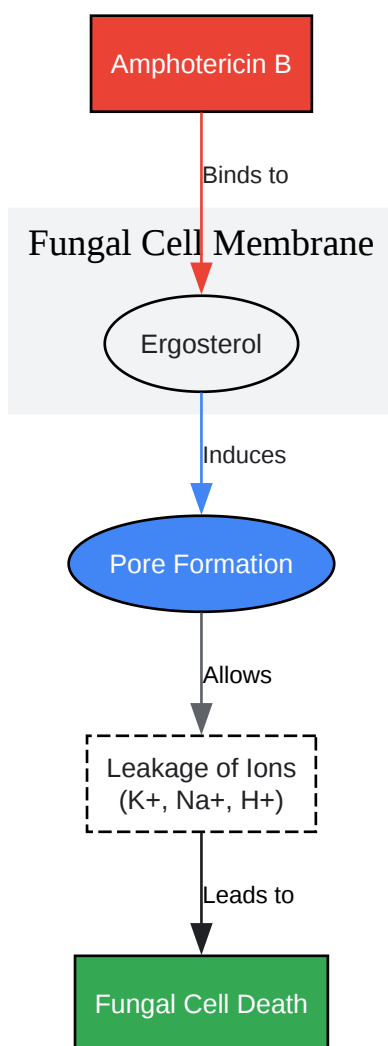 Amphotericin B
Binds to
Fungal Cell Membrane
Ergosterol
Induces
Pore Formation
Allows
Leakage of Ions
(K+, Na+, H+)
Leads to
Fungal Cell Death